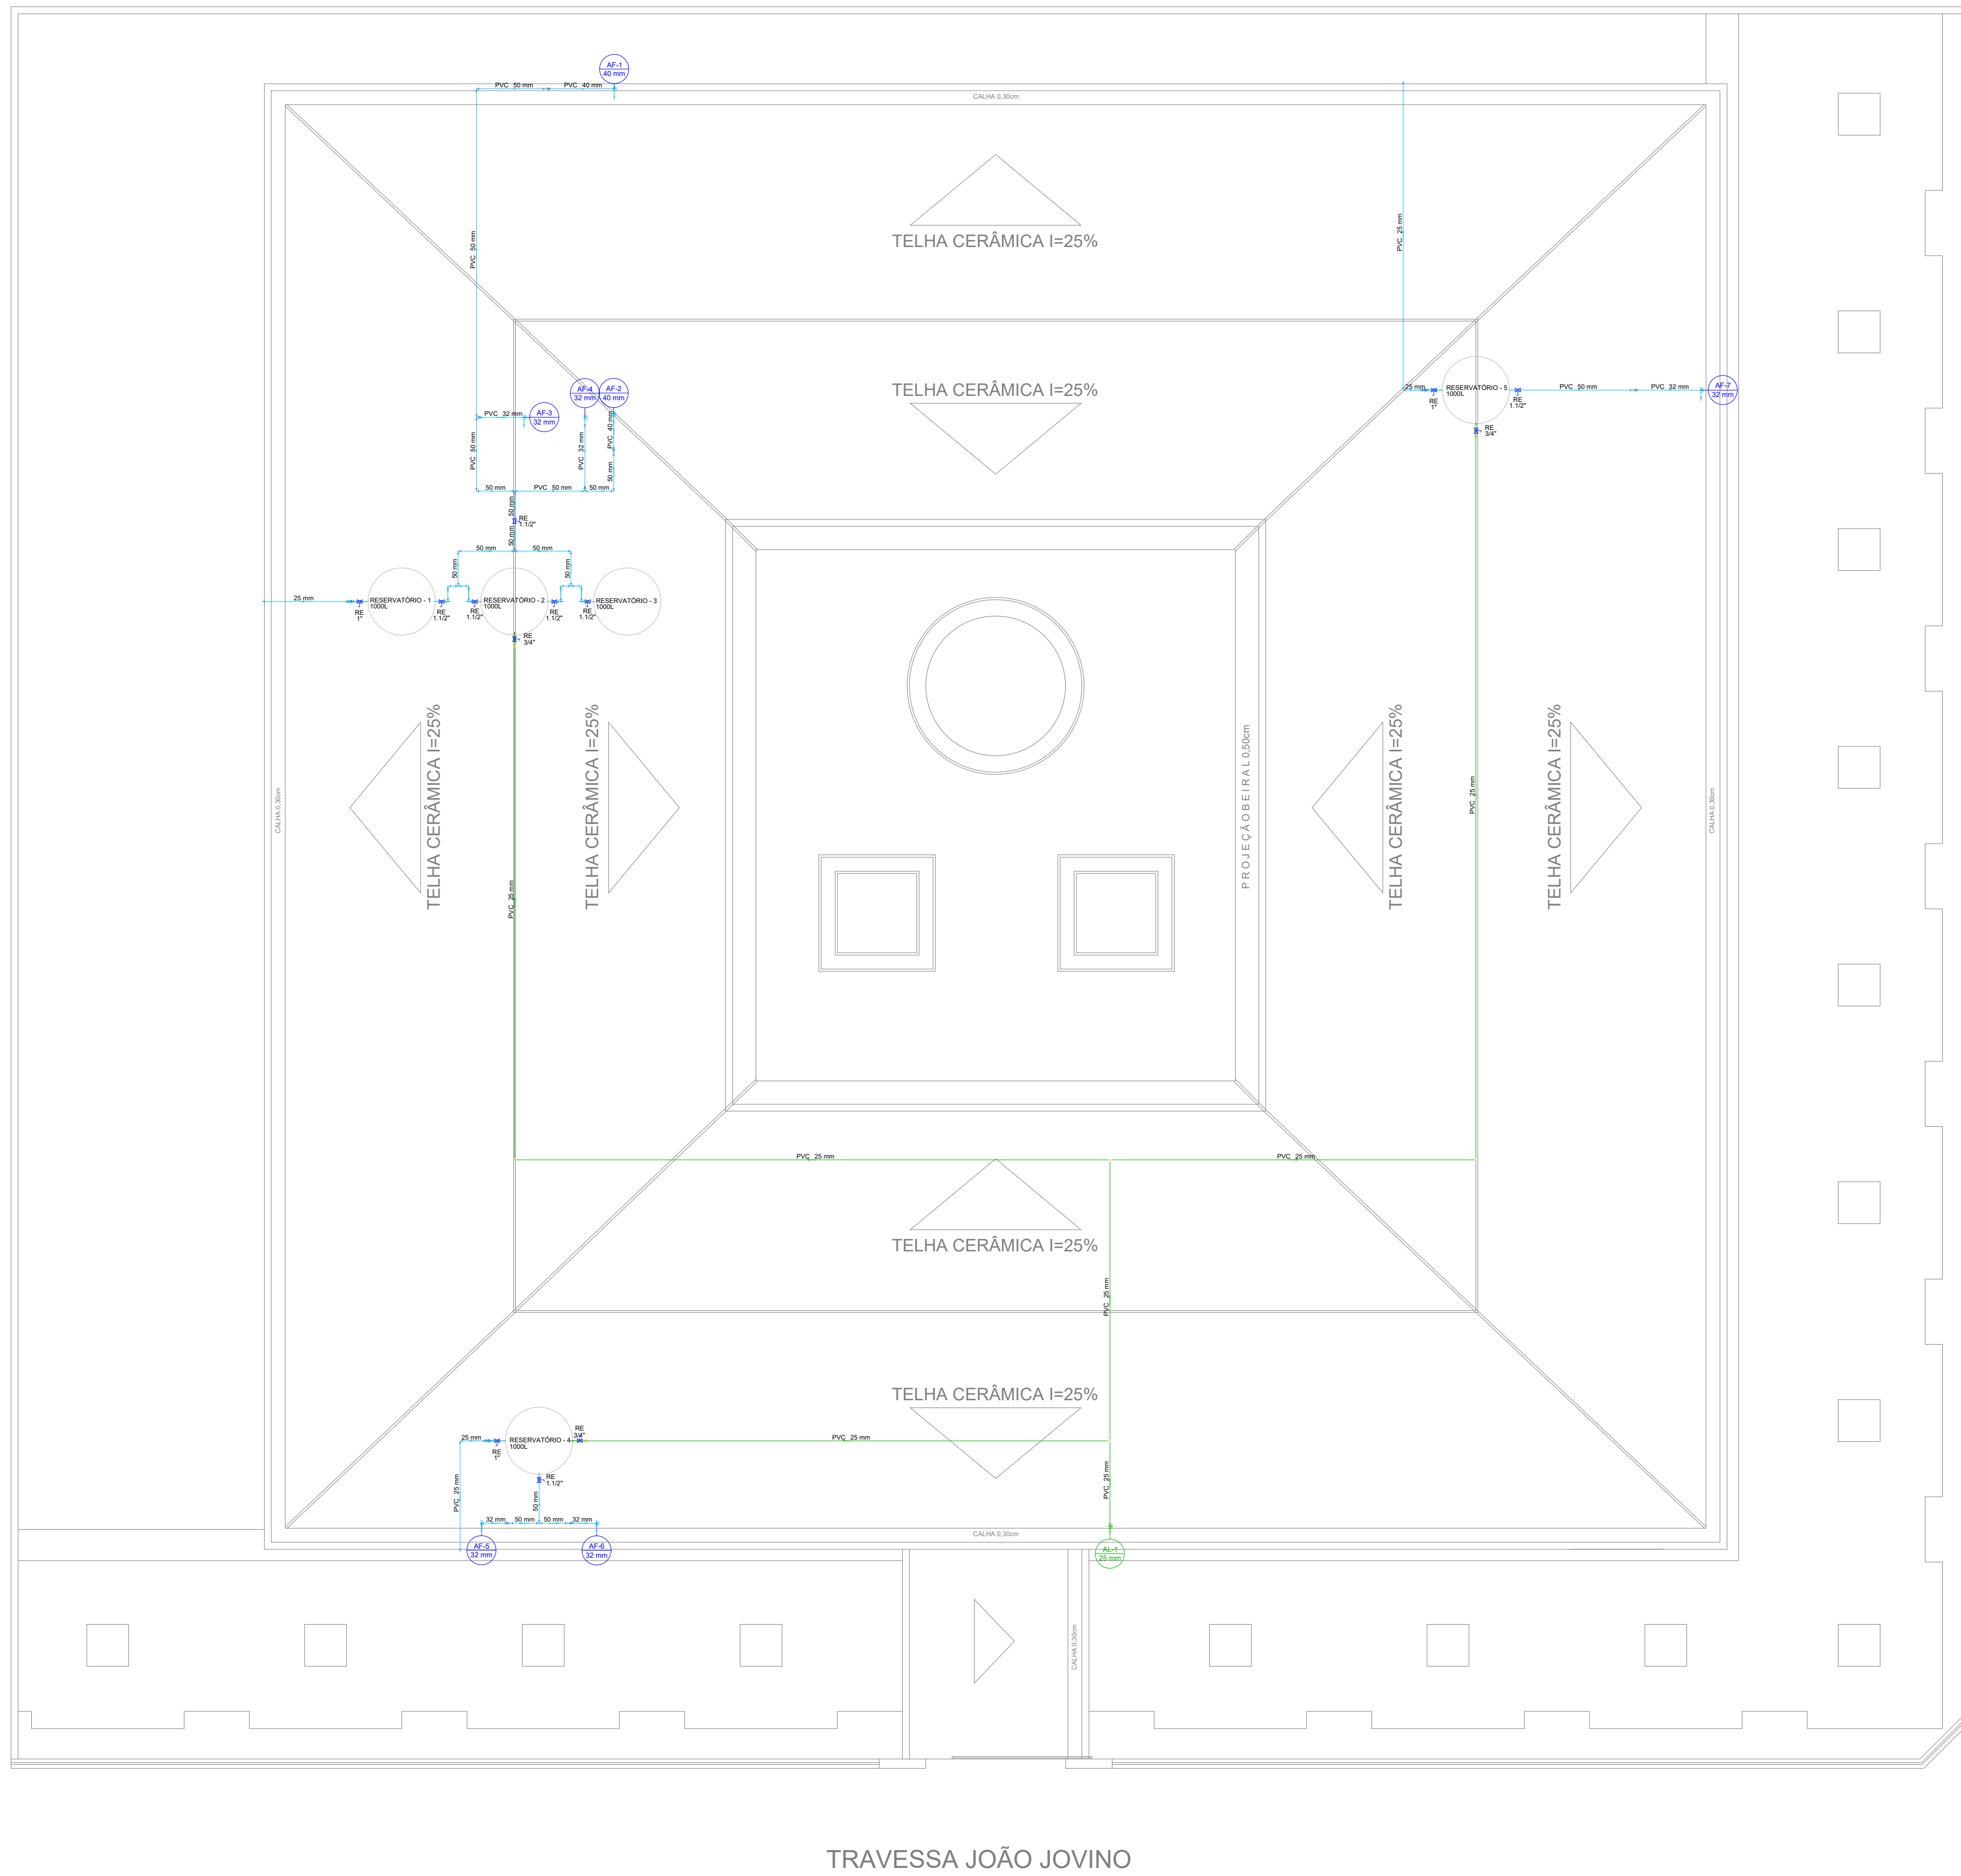 AF-1
40 mm
PVC 50 mm
PVC 40 mm
CALHA 0,30cm
PVC 50 mm
PVC 25 mm
TELHA CERÂMICA I=25%
TELHA CERÂMICA I=25%
AF-4
32 mm
AF-2
40 mm
PVC 32 mm
AF-3
32 mm
PVC 40 mm
PVC 32 mm
PVC 50 mm
50 mm
25 mm
RE
1"
RESERVATÓRIO - 5
1000L
RE
1.1/2"
PVC 50 mm
PVC 32 mm
AF-7
32 mm
RE
3/4"
50 mm
PVC 50 mm
50 mm
50 mm
RE
1.1/2"
50 mm
50 mm
50 mm
50 mm
50 mm
25 mm
RE
1"
RESERVATÓRIO - 1
1000L
RE
1.1/2"
RE
1.1/2"
RESERVATÓRIO - 2
1000L
RE
1.1/2"
RE
1.1/2"
RESERVATÓRIO - 3
1000L
RE
3/4"
CALHA 0,30cm
TELHA CERÂMICA I=25%
PVC 25 mm
TELHA CERÂMICA I=25%
PROJEÇÃO BEIRAL 0,50cm
TELHA CERÂMICA I=25%
PVC 25 mm
TELHA CERÂMICA I=25%
CALHA 0,30cm
PVC 25 mm
PVC 25 mm
TELHA CERÂMICA I=25%
PVC 25 mm
TELHA CERÂMICA I=25%
25 mm
RE
1"
RESERVATÓRIO - 4
1000L
RE
3/4"
PVC 25 mm
RE
1.1/2"
PVC 25 mm
50 mm
PVC 25 mm
32 mm
50 mm
50 mm
32 mm
CALHA 0,30cm
AF-5
32 mm
AF-6
32 mm
AL-1
25 mm
CALHA 0,30cm
TRAVESSA JOÃO JOVINO